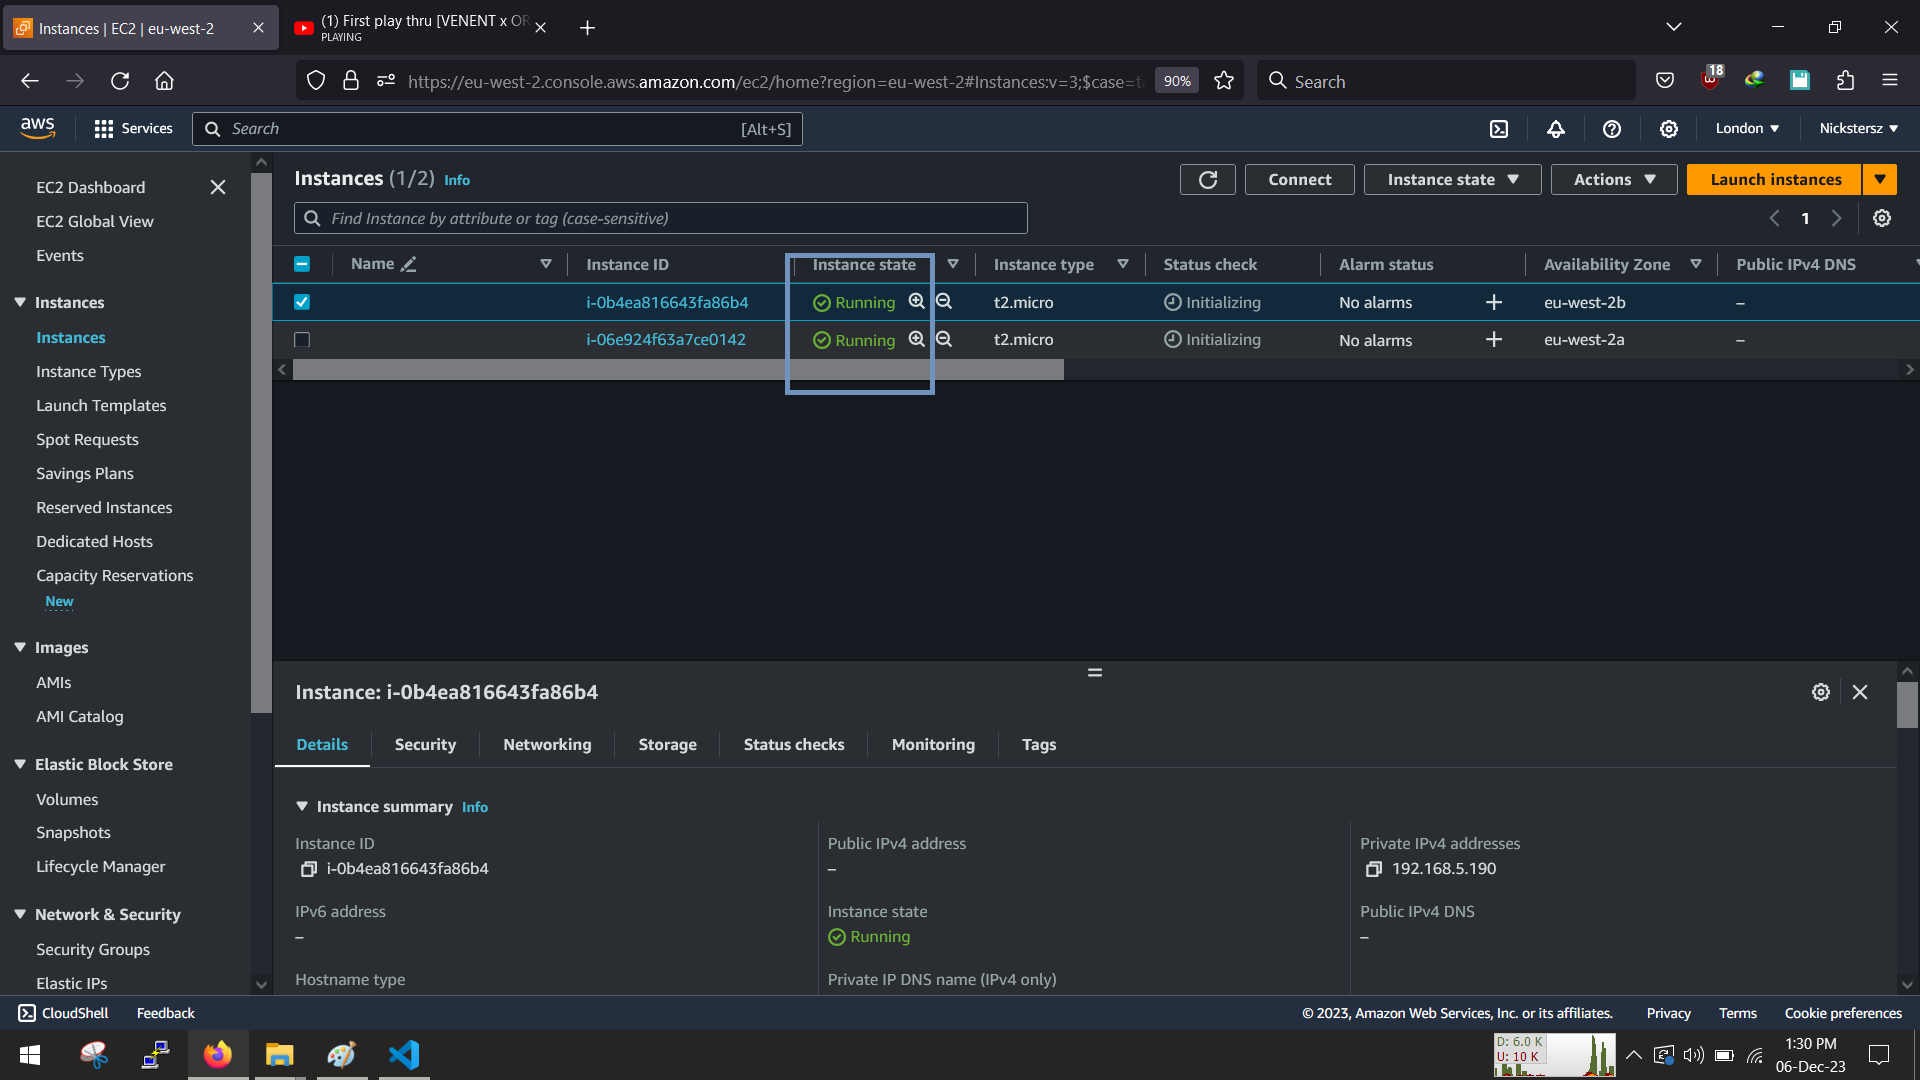 Instances | EC2 | eu-west-2
(1) First play thru [VENENT x OR
PLAYING
https://eu-west-2.console.aws.amazon.com/ec2/home?region=eu-west-2#Instances:v=3;$case=ta
90%
Search
18
aws
Services
Search
[Alt+S]
London
Nickstersz
EC2 Dashboard
EC2 Global View
Events
Instances
Instances
Instance Types
Launch Templates
Spot Requests
Savings Plans
Reserved Instances
Dedicated Hosts
Capacity Reservations
New
Images
AMIs
AMI Catalog
Elastic Block Store
Volumes
Snapshots
Lifecycle Manager
Network & Security
Security Groups
Elastic IPs
Instances (1/2) Info
Connect
Instance state
Actions
Launch instances
Find Instance by attribute or tag (case-sensitive)
1
Name Instance ID Instance state Instance type Status check Alarm status Availability Zone Public IPv4 DNS
i-0b4ea816643fa86b4 Running t2.micro Initializing No alarms + eu-west-2b –
i-06e924f63a7ce0142 Running t2.micro Initializing No alarms + eu-west-2a –
Instance: i-0b4ea816643fa86b4
Details Security Networking Storage Status checks Monitoring Tags
Instance summary Info
Instance ID
i-0b4ea816643fa86b4
Public IPv4 address
–
Private IPv4 addresses
192.168.5.190
IPv6 address
–
Instance state
Running
Public IPv4 DNS
–
Hostname type
Private IP DNS name (IPv4 only)
CloudShell
Feedback
© 2023, Amazon Web Services, Inc. or its affiliates.
Privacy
Terms
Cookie preferences
D: 6.0 K
U: 10 K
1:30 PM
06-Dec-23